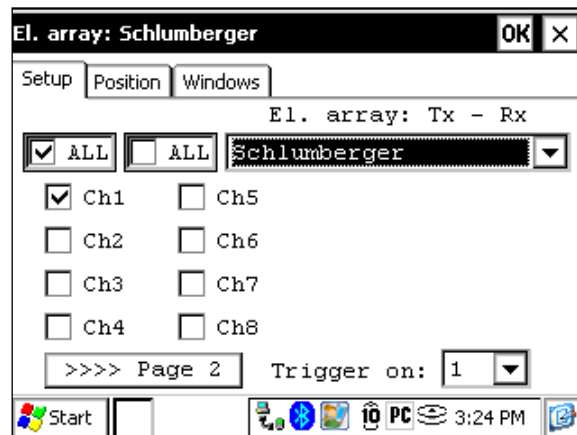 El. array: Schlumberger OK
Setup Position Windows
El. array: Tx - Rx
ALL ALL Schlumberger
Ch1 Ch5
Ch2 Ch6
Ch3 Ch7
Ch4 Ch8
>>>> Page 2 Trigger on: 1
Start PC 3:24 PM